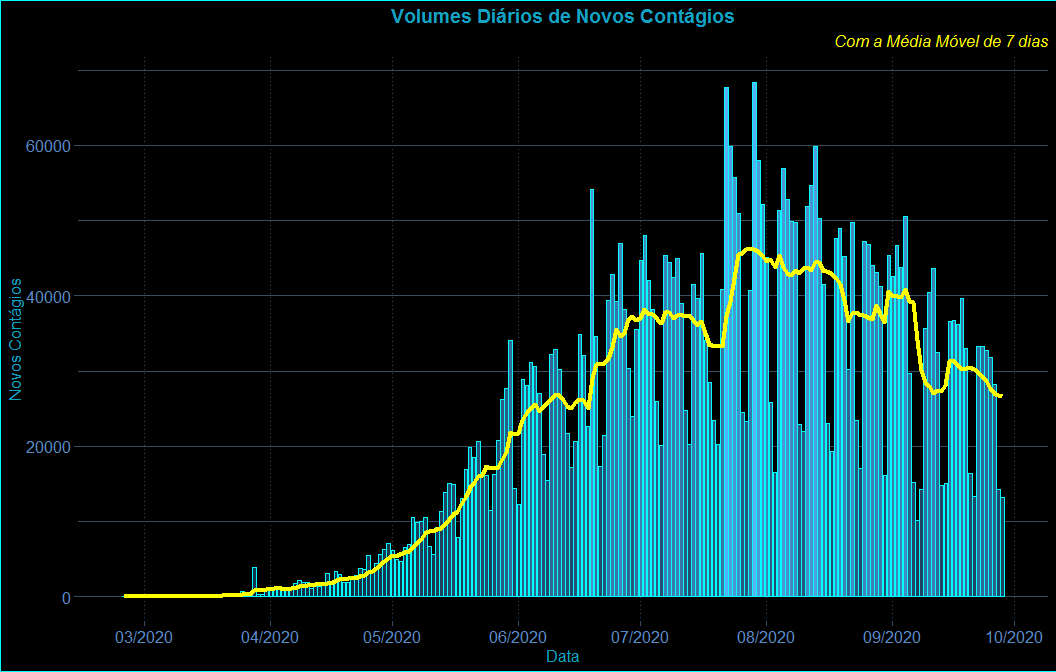 Volumes Diários de Novos Contágios
Com a Média Móvel de 7 dias
Novos Contágios
60000
40000
20000
0
03/2020 04/2020 05/2020 06/2020 07/2020 08/2020 09/2020 10/2020
Data